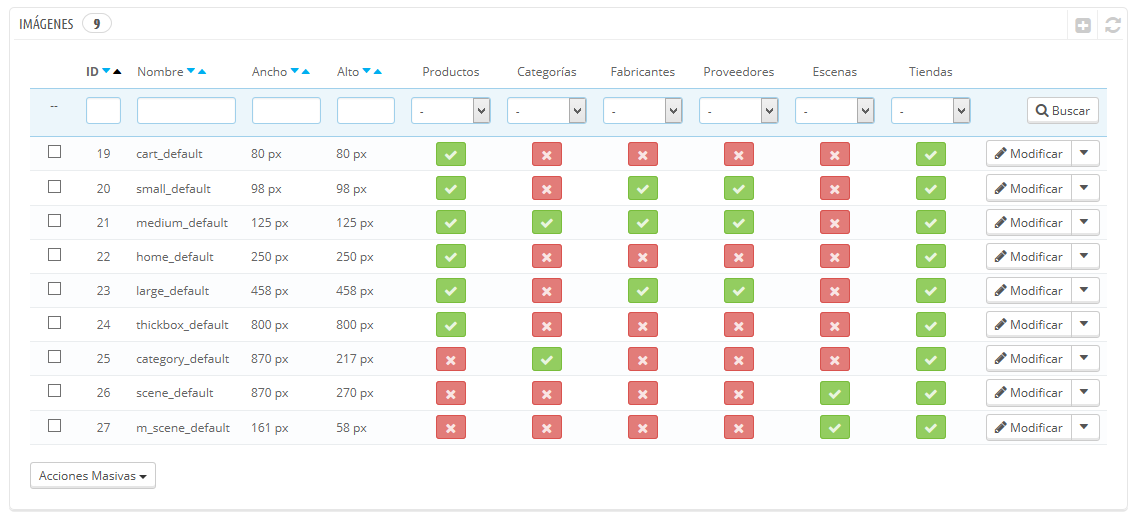 IMÁGENES 9
ID Nombre Ancho Alto Productos Categorías Fabricantes Proveedores Escenas Tiendas
-- - - - - - - Buscar
19 cart_default 80 px 80 px Modificar
20 small_default 98 px 98 px Modificar
21 medium_default 125 px 125 px Modificar
22 home_default 250 px 250 px Modificar
23 large_default 458 px 458 px Modificar
24 thickbox_default 800 px 800 px Modificar
25 category_default 870 px 217 px Modificar
26 scene_default 870 px 270 px Modificar
27 m_scene_default 161 px 58 px Modificar
Acciones Masivas